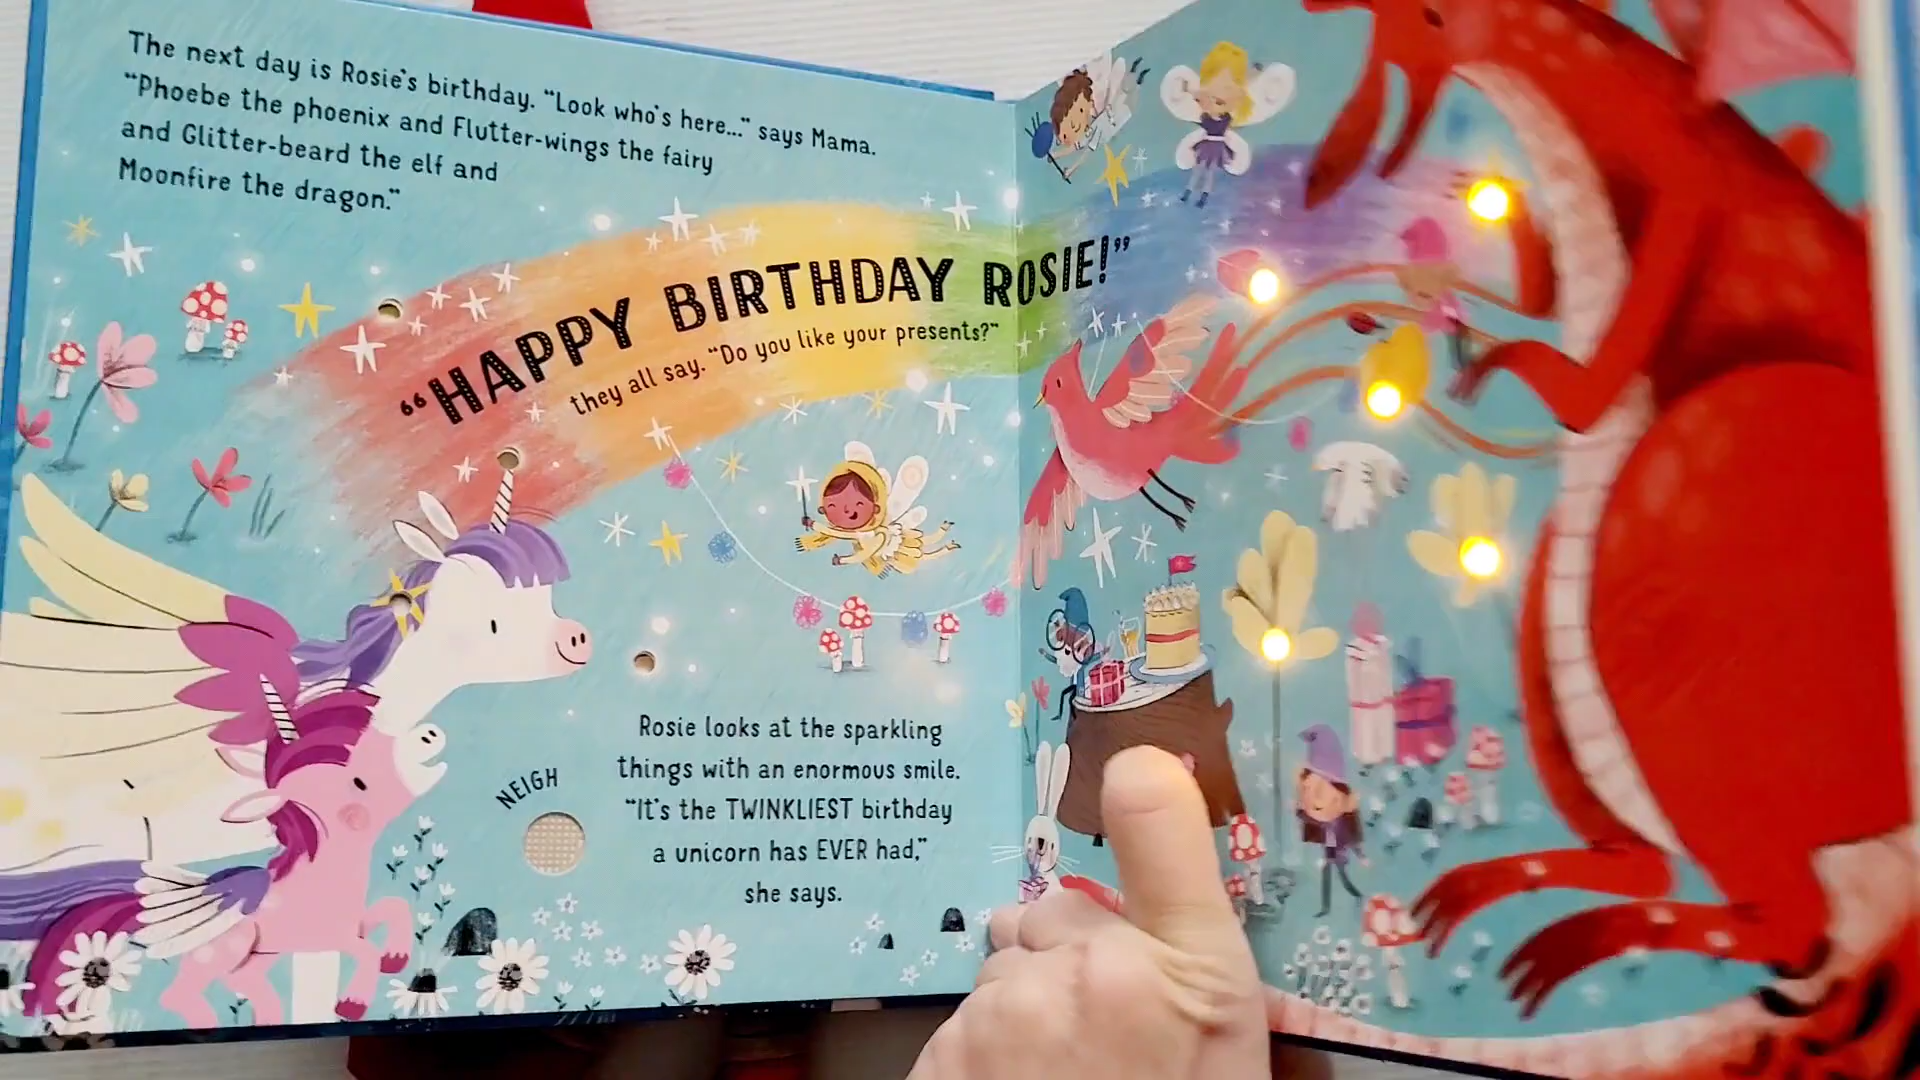 The next day is Rosie's birthday. "Look who's here..." says Mama.
"Phoebe the phoenix and Flutter-wings the fairy
and Glitter-beard the elf and
Moonfire the dragon."
"HAPPY BIRTHDAY ROSIE!"
they all say. "Do you like your presents?"
NEIGH
Rosie looks at the sparkling
things with an enormous smile.
"It's the TWINKLIEST birthday
a unicorn has EVER had,"
she says.